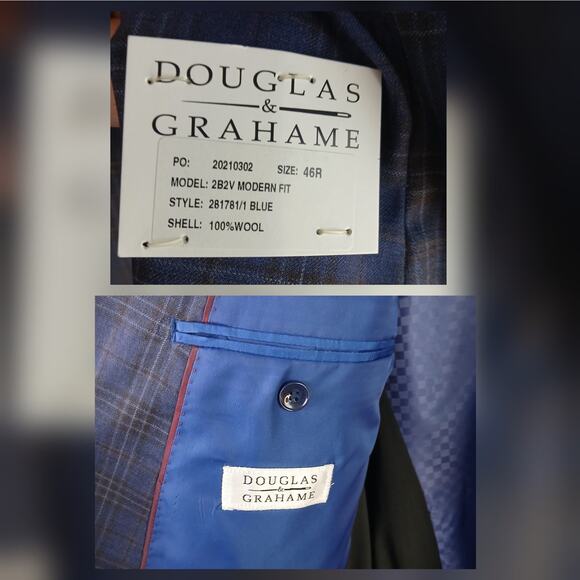 DOUGLAS
&
GRAHAME
PO: 20210302 SIZE: 46R
MODEL: 2B2V MODERN FIT
STYLE: 281781/1 BLUE
SHELL: 100%WOOL
DOUGLAS
&
GRAHAME